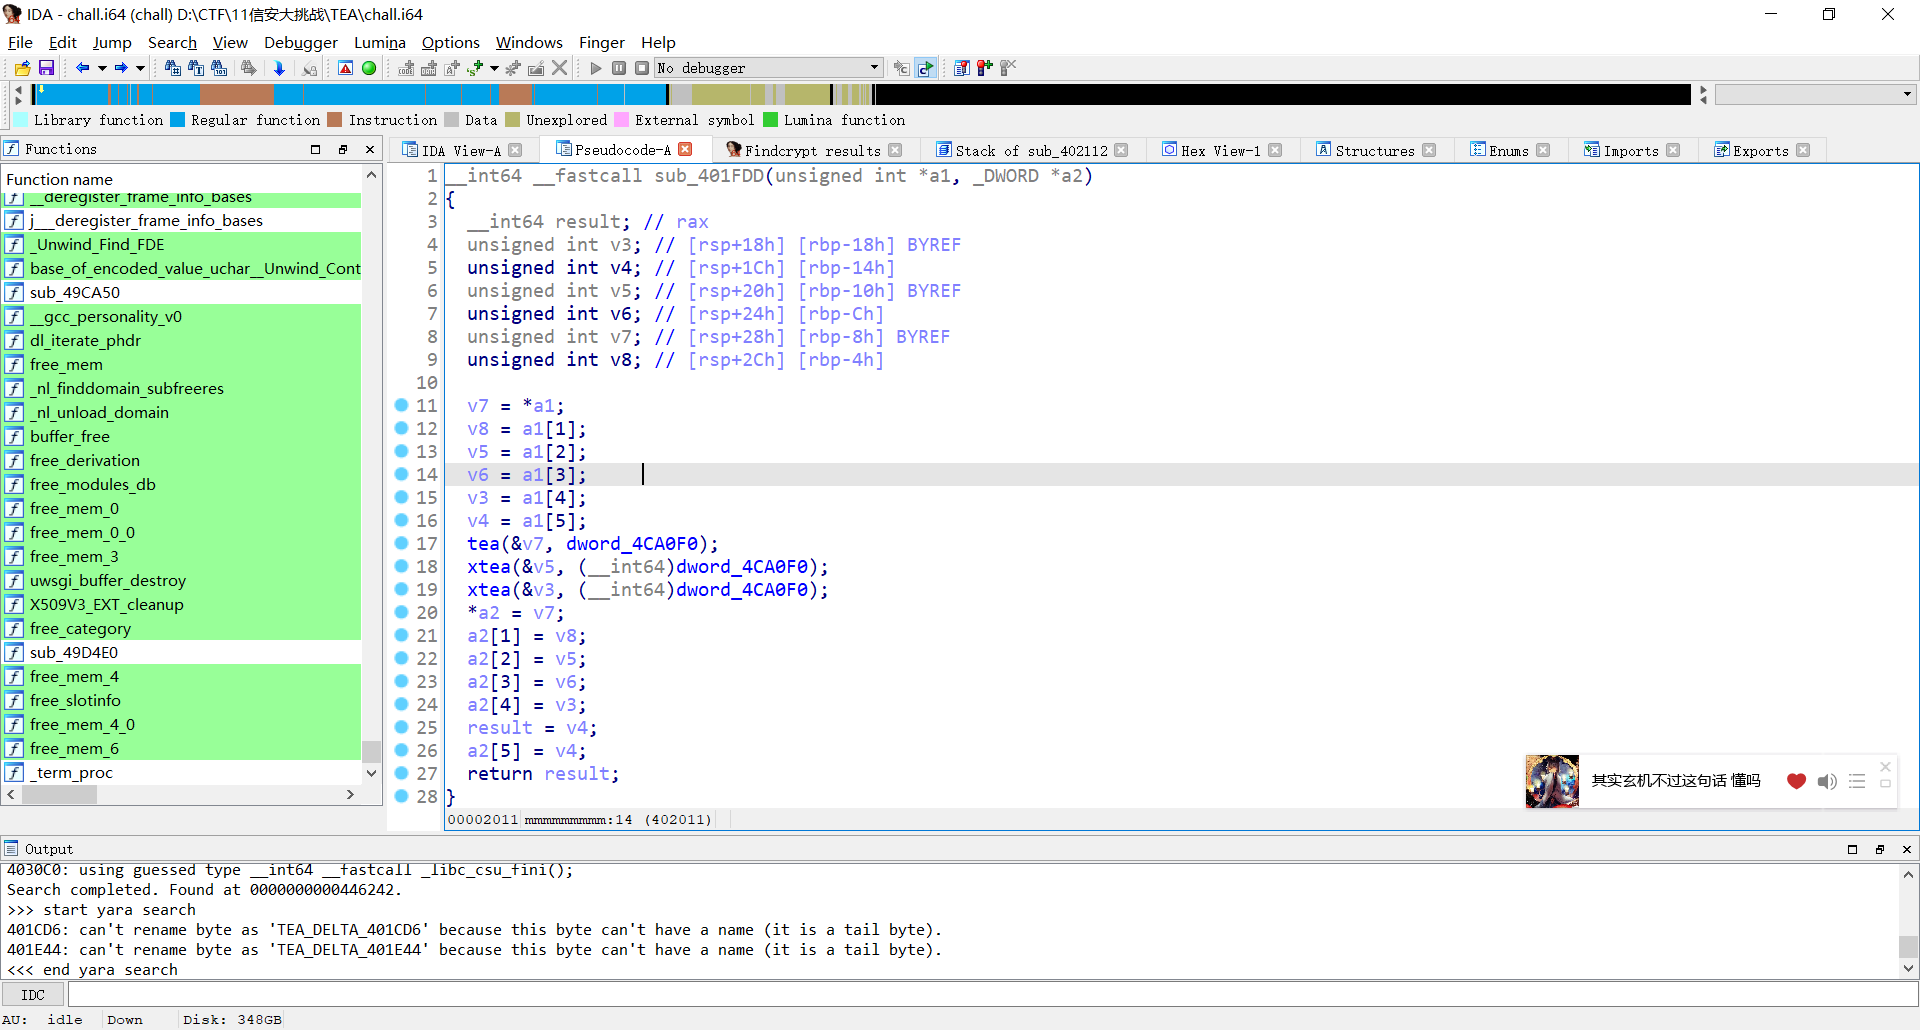 IDA - chall.i64 (chall) D:\CTF\11信安大挑战\TEA\chall.i64
File Edit Jump Search View Debugger Lumina Options Windows Finger Help
No debugger
Library function Regular function Instruction Data Unexplored External symbol Lumina function
Functions
Function name
__deregister_frame_info_bases
j___deregister_frame_info_bases
_Unwind_Find_FDE
base_of_encoded_value_uchar__Unwind_Cont
sub_49CA50
__gcc_personality_v0
dl_iterate_phdr
free_mem
_nl_finddomain_subfreeres
_nl_unload_domain
buffer_free
free_derivation
free_modules_db
free_mem_0
free_mem_0_0
free_mem_3
uwsgi_buffer_destroy
X509V3_EXT_cleanup
free_category
sub_49D4E0
free_mem_4
free_slotinfo
free_mem_4_0
free_mem_6
_term_proc
IDA View-A Pseudocode-A Findcrypt results Stack of sub_402112 Hex View-1 Structures Enums Imports Exports
1 __int64 __fastcall sub_401FDD(unsigned int *a1, _DWORD *a2)
2 {
3 __int64 result; // rax
4 unsigned int v3; // [rsp+18h] [rbp-18h] BYREF
5 unsigned int v4; // [rsp+1Ch] [rbp-14h]
6 unsigned int v5; // [rsp+20h] [rbp-10h] BYREF
7 unsigned int v6; // [rsp+24h] [rbp-Ch]
8 unsigned int v7; // [rsp+28h] [rbp-8h] BYREF
9 unsigned int v8; // [rsp+2Ch] [rbp-4h]
10
11 v7 = *a1;
12 v8 = a1[1];
13 v5 = a1[2];
14 v6 = a1[3];
15 v3 = a1[4];
16 v4 = a1[5];
17 tea(&v7, dword_4CA0F0);
18 xtea(&v5, (__int64)dword_4CA0F0);
19 xtea(&v3, (__int64)dword_4CA0F0);
20 *a2 = v7;
21 a2[1] = v8;
22 a2[2] = v5;
23 a2[3] = v6;
24 a2[4] = v3;
25 result = v4;
26 a2[5] = v4;
27 return result;
28 }
00002011 mmmmmmmmmm:14 (402011)
其实玄机不过这句话 懂吗
Output
4030C0: using guessed type __int64 __fastcall _libc_csu_fini();
Search completed. Found at 0000000000446242.
>>> start yara search
401CD6: can't rename byte as 'TEA_DELTA_401CD6' because this byte can't have a name (it is a tail byte).
401E44: can't rename byte as 'TEA_DELTA_401E44' because this byte can't have a name (it is a tail byte).
<<< end yara search
IDC
AU: idle Down Disk: 348GB